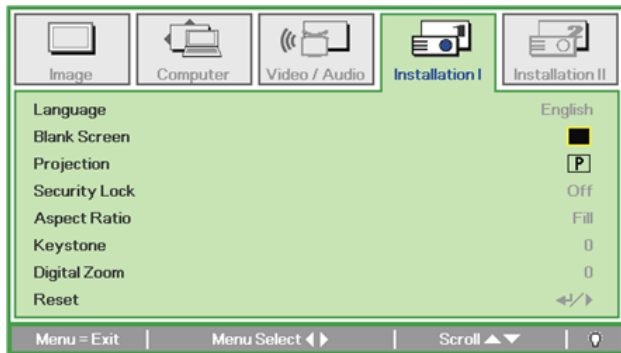 Image Computer Video / Audio Installation I Installation II
Language English
Blank Screen
Projection P
Security Lock Off
Aspect Ratio Fill
Keystone 0
Digital Zoom 0
Reset
Menu = Exit Menu Select Scroll